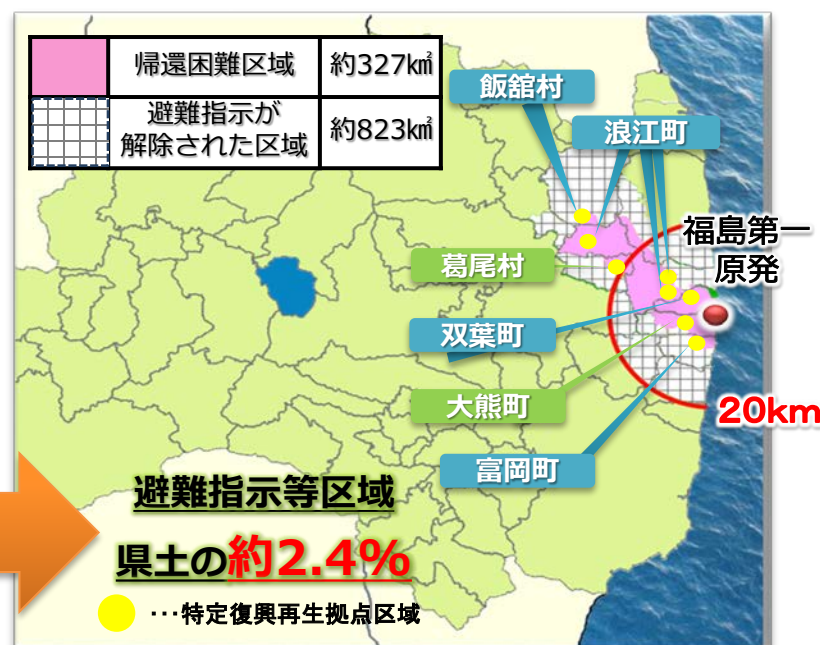 帰還困難区域 約327㎢
避難指示が
解除された区域 約823㎢
飯舘村
浪江町
福島第一
原発
葛尾村
双葉町
大熊町
20km
富岡町
避難指示等区域
県土の約2.4%
･･･特定復興再生拠点区域